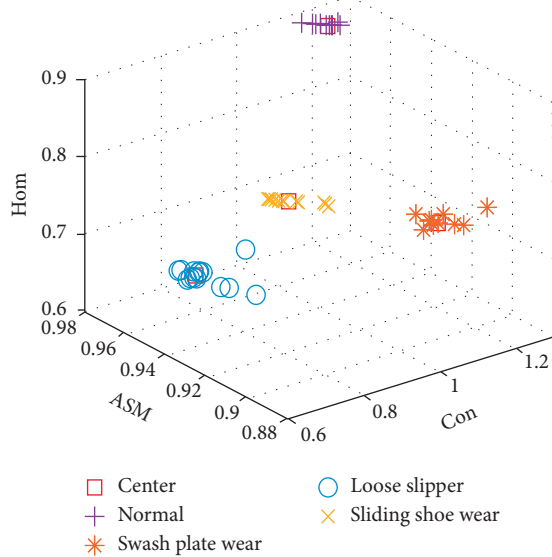 0.9
0.8
0.7
0.6
Hom
0.98
0.96
0.94
0.92
0.9
0.88
ASM
0.6
0.8
1
1.2
Con
Center
Normal
Swash plate wear
Loose slipper
Sliding shoe wear